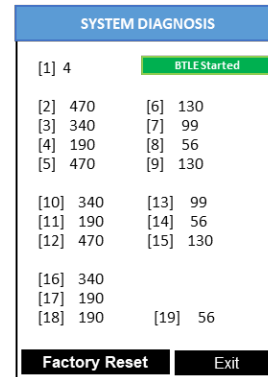 SYSTEM DIAGNOSIS
[1] 4 BTLE Started
[2] 470 [6] 130
[3] 340 [7] 99
[4] 190 [8] 56
[5] 470 [9] 130
[10] 340 [13] 99
[11] 190 [14] 56
[12] 470 [15] 130
[16] 340
[17] 190
[18] 190 [19] 56
Factory Reset Exit